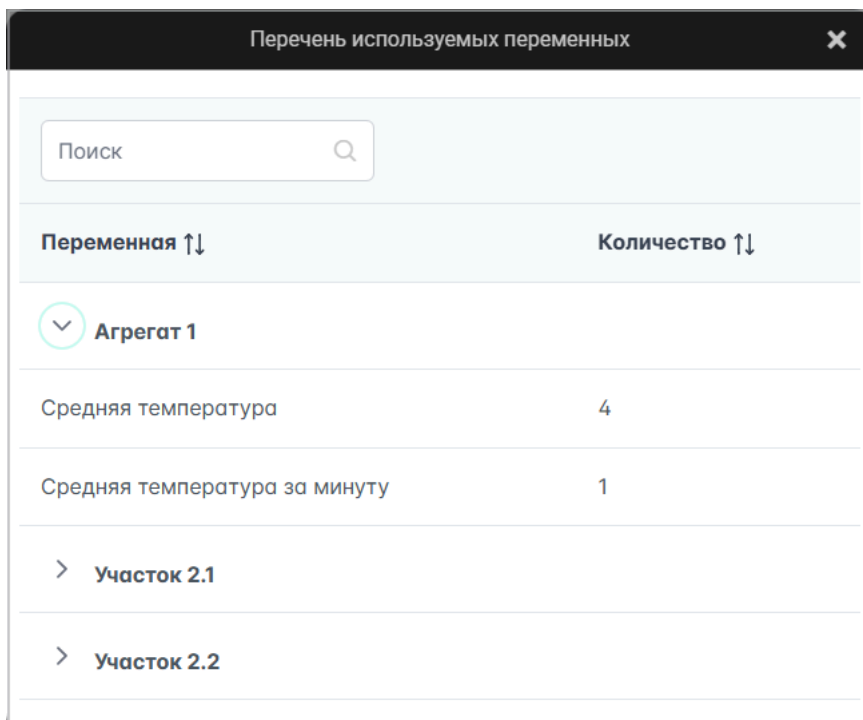 Перечень используемых переменных
Поиск
Переменная Количество
Агрегат 1
Средняя температура 4
Средняя температура за минуту 1
Участок 2.1
Участок 2.2